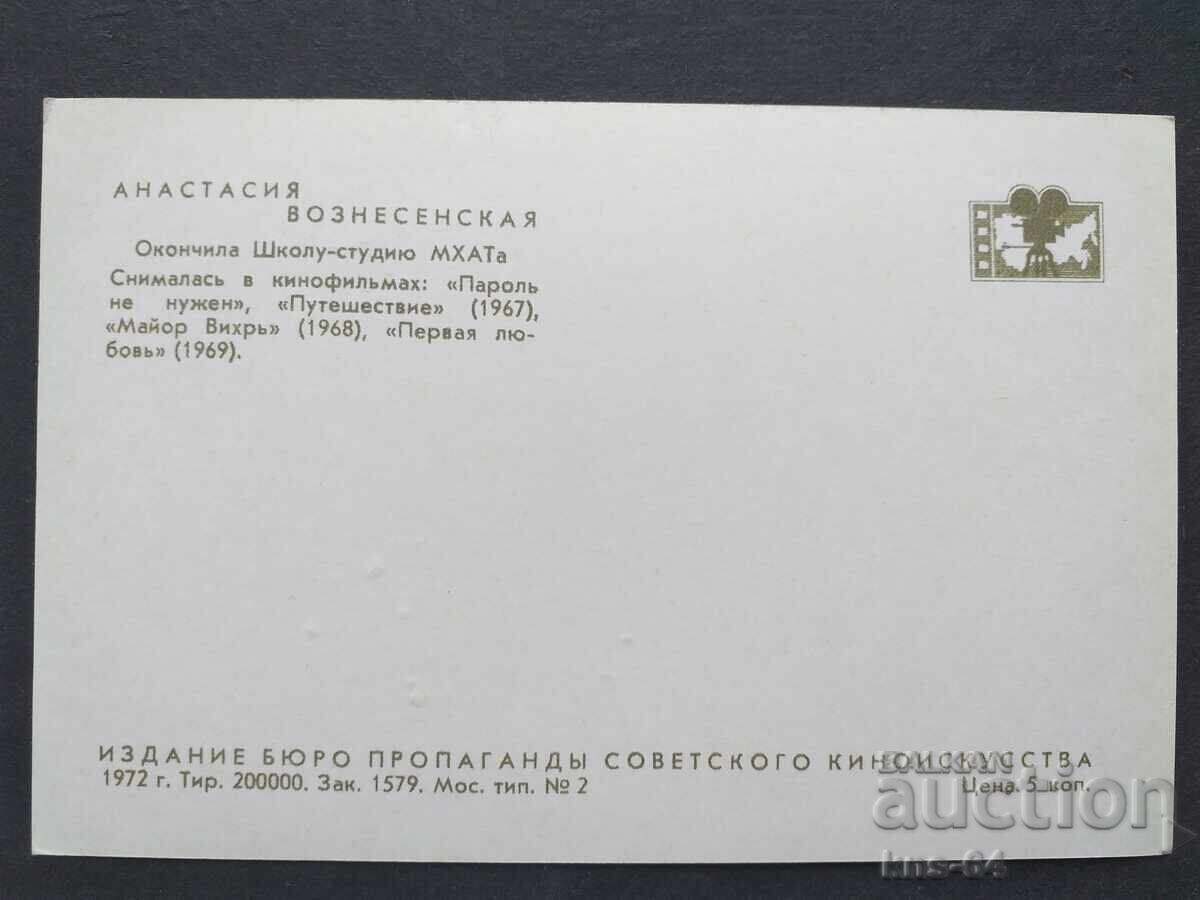 АНАСТАСИЯ
ВОЗНЕСЕНСКАЯ
Окончила Школу-студию МХАТа
Снималась в кинофильмах: «Пароль
не нужен», «Путешествие» (1967),
«Майор Вихрь» (1968), «Первая лю-
бовь» (1969).
ИЗДАНИЕ БЮРО ПРОПАГАНДЫ СОВЕТСКОГО КИНОИСКУССТВА
1972 г. Тир. 200000. Зак. 1579. Мос. тип. № 2
Цена 5 коп.
BALKAN
auction
kns-64